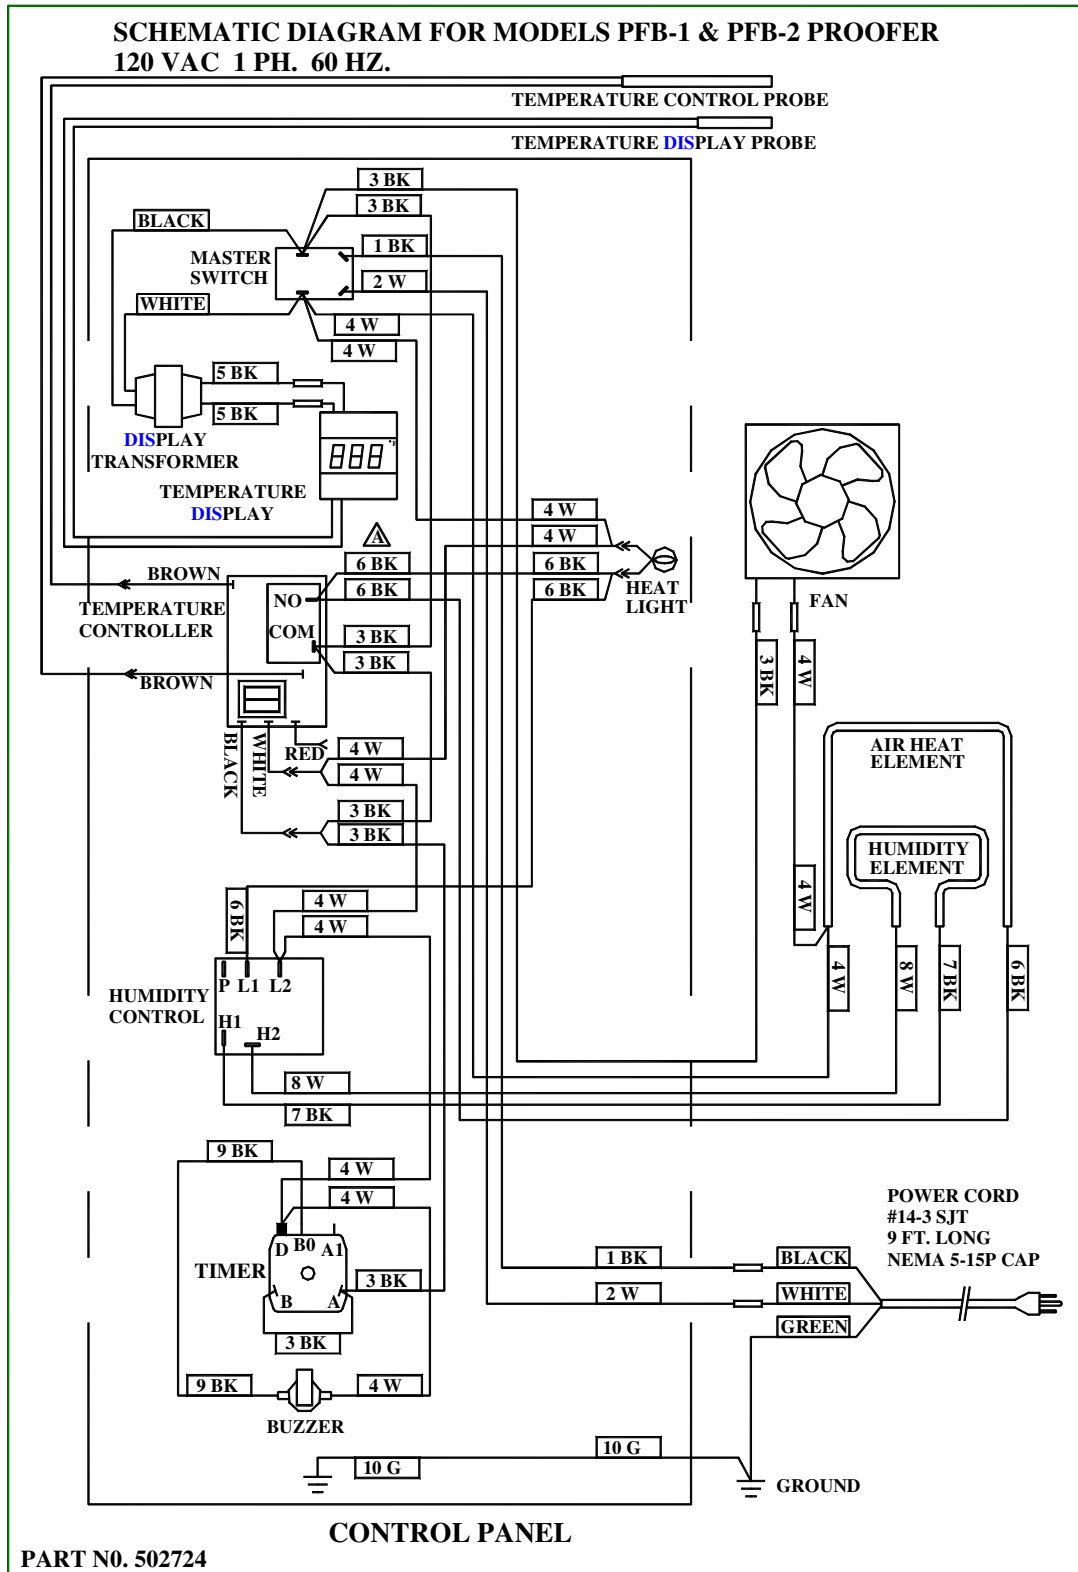 SCHEMATIC DIAGRAM FOR MODELS PFB-1 & PFB-2 PROOFER
120 VAC 1 PH. 60 HZ.
TEMPERATURE CONTROL PROBE
TEMPERATURE DISPLAY PROBE
3 BK
3 BK
BLACK
1 BK
MASTER
SWITCH
2 W
WHITE
4 W
4 W
5 BK
5 BK
DISPLAY
TRANSFORMER
888 °F
TEMPERATURE
DISPLAY
4 W
4 W
A
6 BK
6 BK
6 BK
6 BK
HEAT
LIGHT
FAN
BROWN
TEMPERATURE
CONTROLLER
NO
COM
3 BK
3 BK
BROWN
3 BK
4 W
BLACK
WHITE
RED
4 W
4 W
3 BK
3 BK
AIR HEAT
ELEMENT
HUMIDITY
ELEMENT
4 W
6 BK
4 W
4 W
P L1 L2
HUMIDITY
CONTROL
H1
H2
4 W
8 W
7 BK
6 BK
8 W
7 BK
9 BK
4 W
4 W
D B0 A1
TIMER
B A
3 BK
3 BK
9 BK
4 W
BUZZER
POWER CORD
#14-3 SJT
9 FT. LONG
NEMA 5-15P CAP
1 BK
BLACK
2 W
WHITE
GREEN
10 G
10 G
GROUND
CONTROL PANEL
PART N0. 502724